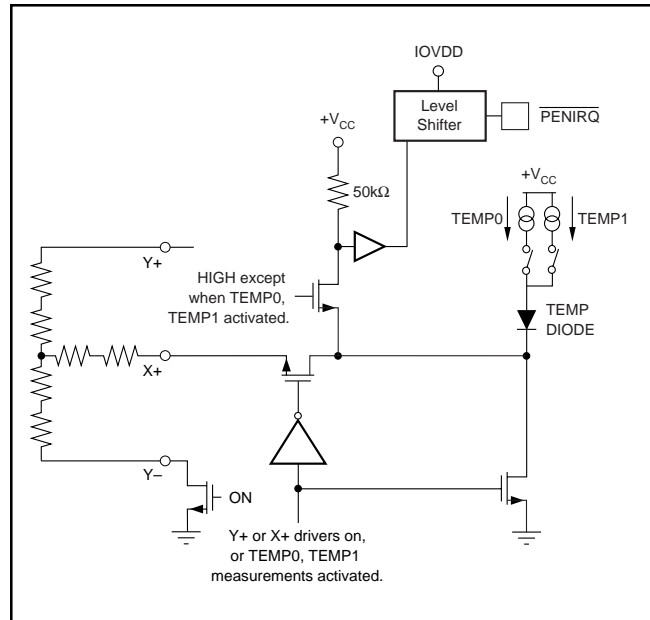 IOVDD
Level
Shifter
PENIRQ
+VCC
50kΩ
+VCC
TEMP0
TEMP1
Y+
HIGH except
when TEMP0,
TEMP1 activated.
TEMP
DIODE
X+
Y–
ON
Y+ or X+ drivers on,
or TEMP0, TEMP1
measurements activated.